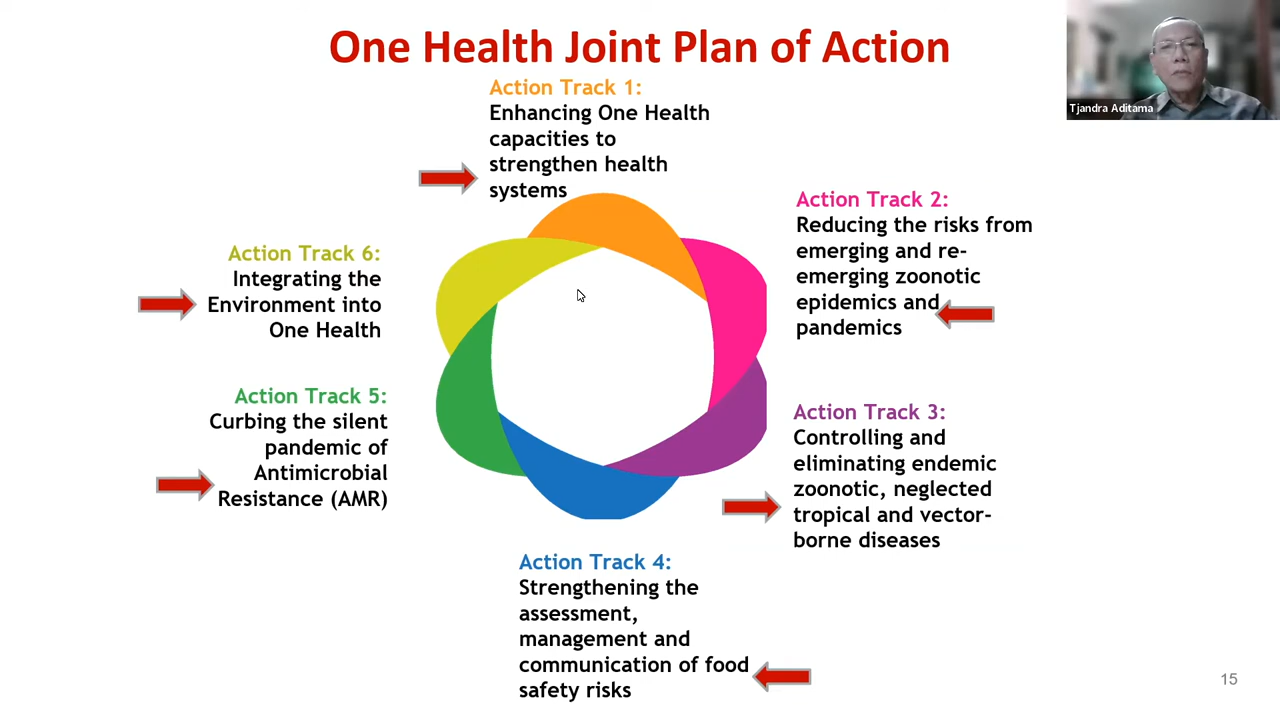 One Health Joint Plan of Action
Tjandra Aditama
Action Track 1:
Enhancing One Health
capacities to
strengthen health
systems
Action Track 2:
Reducing the risks from
emerging and re-
emerging zoonotic
epidemics and
pandemics
Action Track 3:
Controlling and
eliminating endemic
zoonotic, neglected
tropical and vector-
borne diseases
Action Track 4:
Strengthening the
assessment,
management and
communication of food
safety risks
Action Track 5:
Curbing the silent
pandemic of
Antimicrobial
Resistance (AMR)
Action Track 6:
Integrating the
Environment into
One Health
15